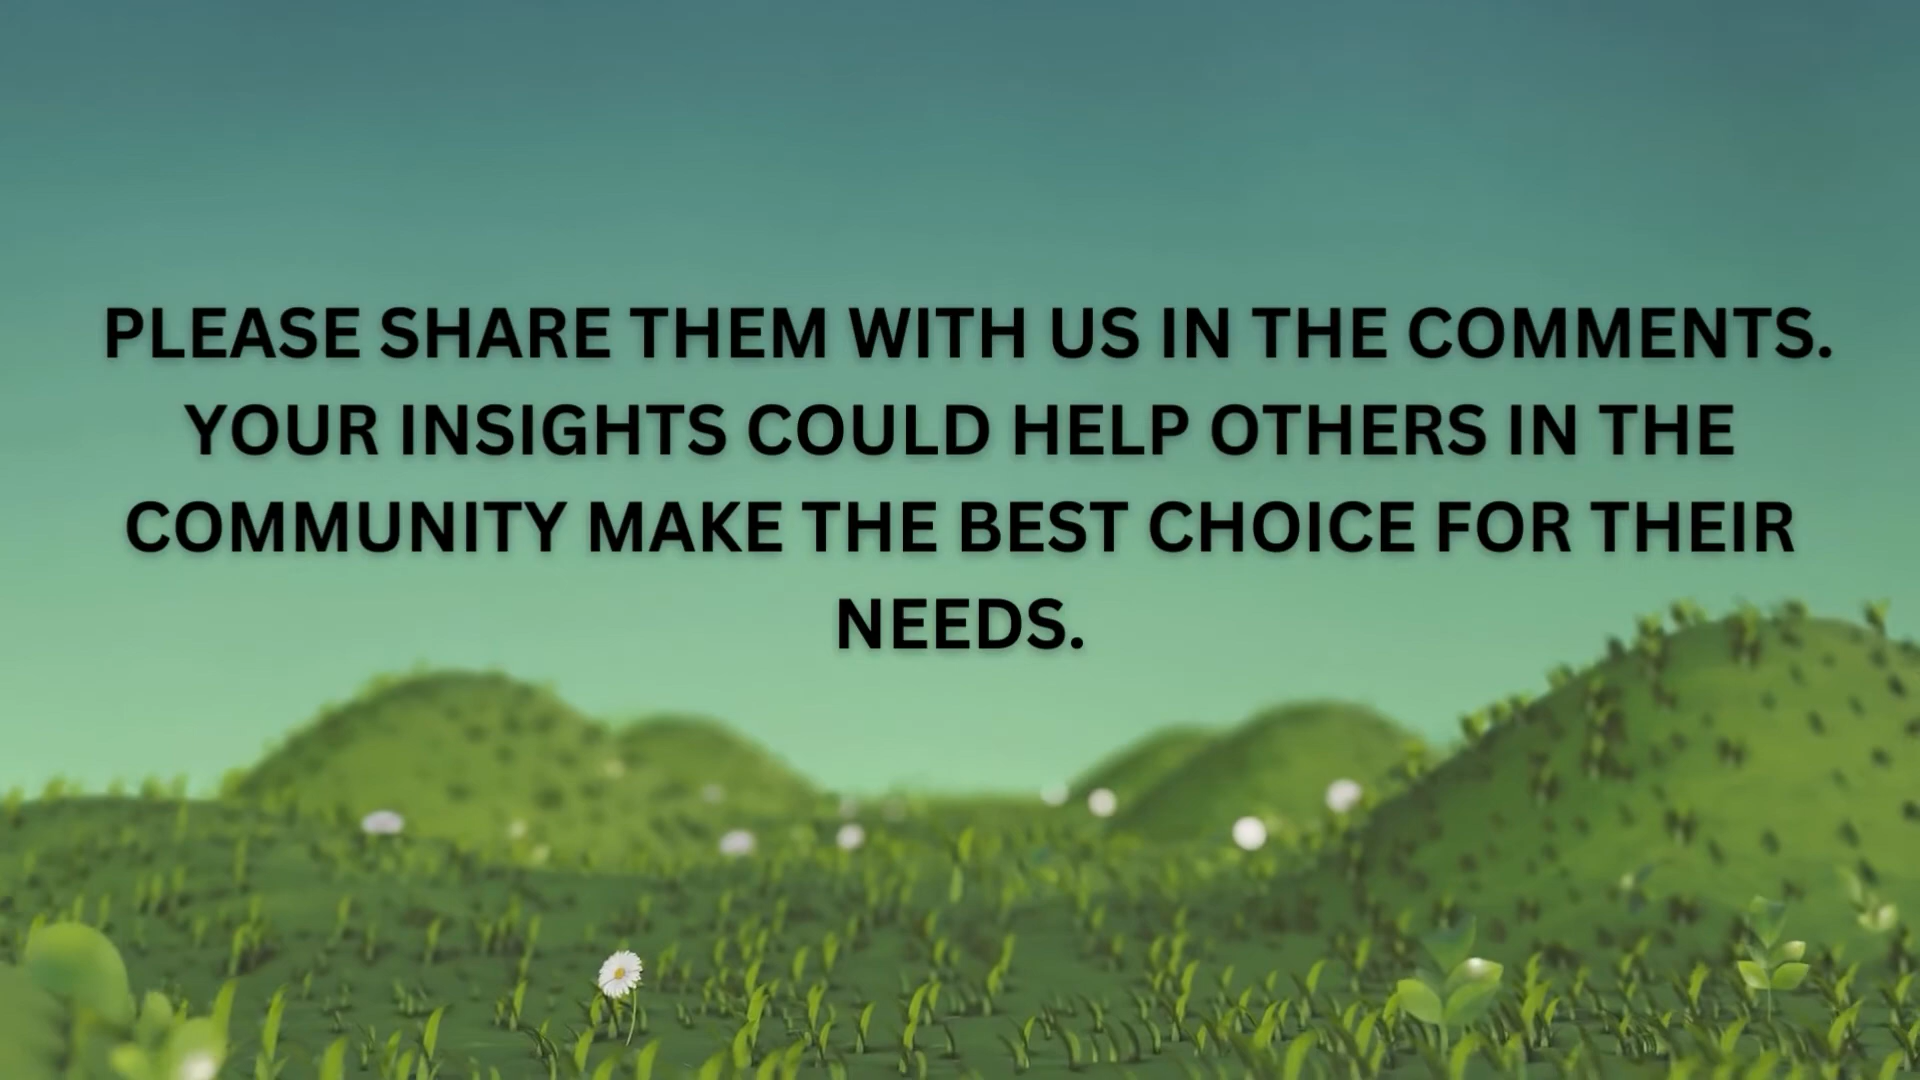 PLEASE SHARE THEM WITH US IN THE COMMENTS.
YOUR INSIGHTS COULD HELP OTHERS IN THE
COMMUNITY MAKE THE BEST CHOICE FOR THEIR
NEEDS.